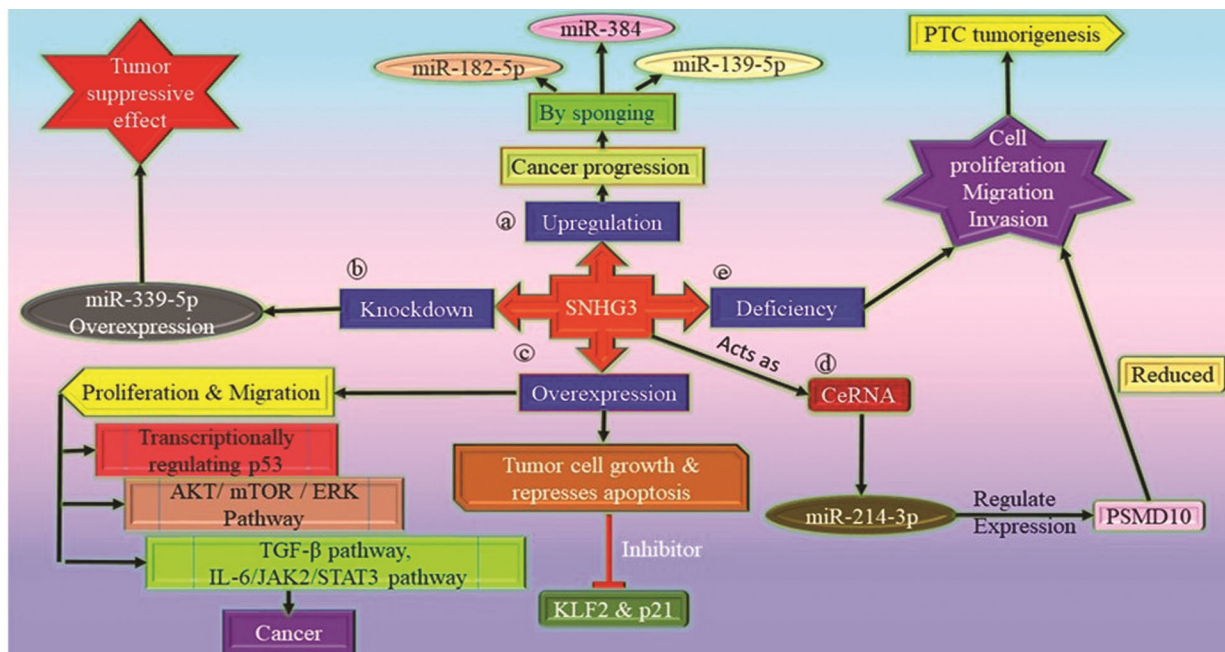 miR-384
miR-182-5p
miR-139-5p
By sponging
Cancer progression
ⓐ
Upregulation
Tumor
suppressive
effect
PTC tumorigenesis
Cell
proliferation
Migration
Invasion
ⓑ
Knockdown
miR-339-5p
Overexpression
SNHG3
ⓔ
Deficiency
ⓒ
Overexpression
Acts as
ⓓ
CeRNA
Reduced
Proliferation & Migration
Transcriptionally
regulating p53
AKT/ mTOR / ERK
Pathway
TGF-β pathway,
IL-6/JAK2/STAT3 pathway
Cancer
Tumor cell growth &
represses apoptosis
Inhibitor
KLF2 & p21
miR-214-3p
Regulate
Expression
PSMD10